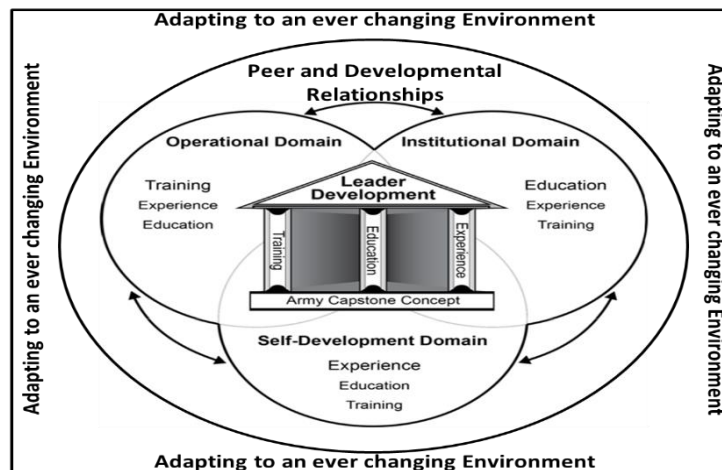 Adapting to an ever changing Environment
Adapting to an ever changing Environment
Adapting to an ever changing Environment
Peer and Developmental
Relationships
Operational Domain
Training
Experience
Education
Institutional Domain
Education
Experience
Training
Leader
Development
Training
Education
Experience
Army Capstone Concept
Self-Development Domain
Experience
Education
Training
Adapting to an ever changing Environment